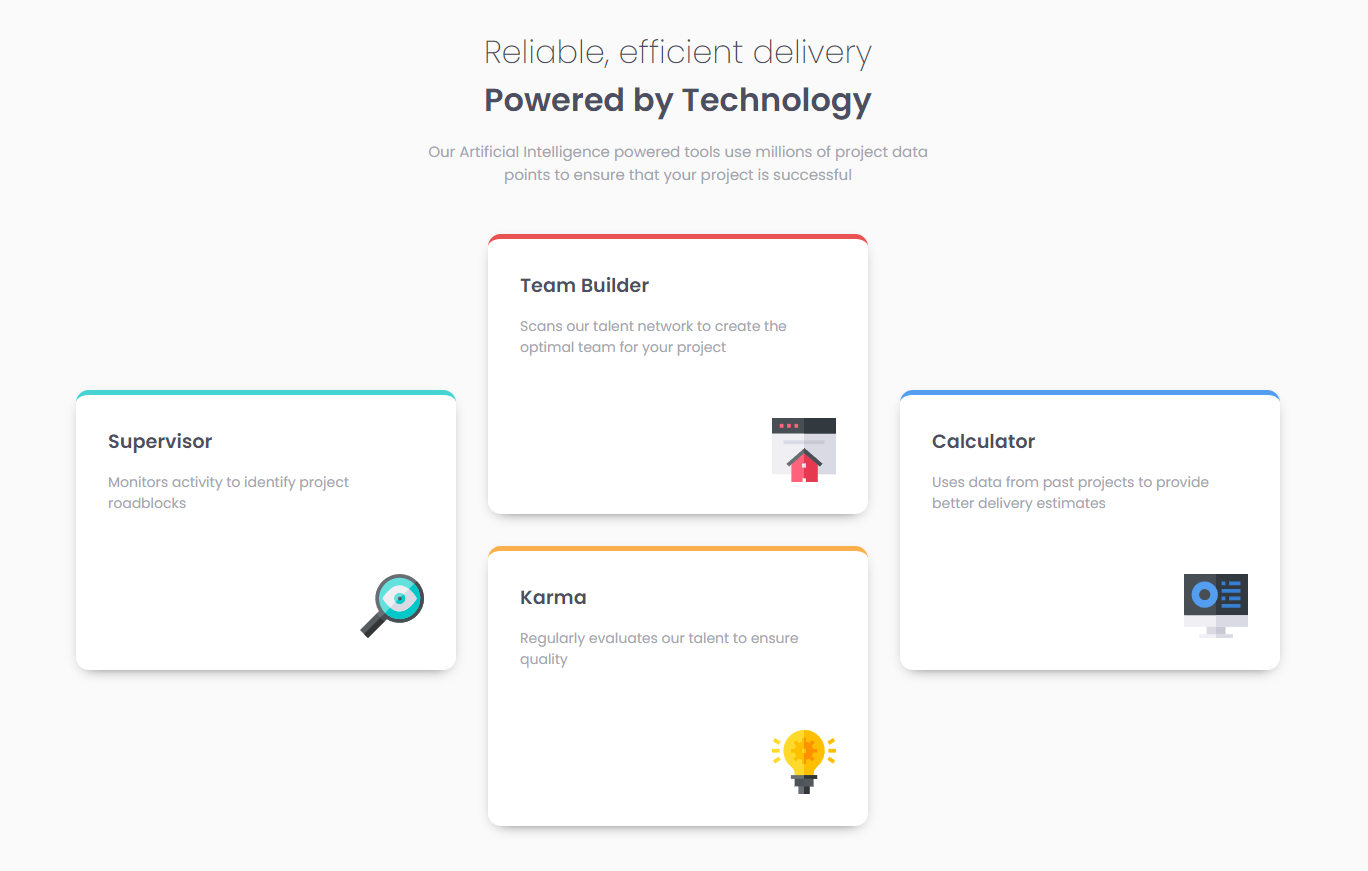 Reliable, efficient delivery
Powered by Technology
Our Artificial Intelligence powered tools use millions of project data
points to ensure that your project is successful
Team Builder
Scans our talent network to create the
optimal team for your project
Supervisor
Monitors activity to identify project
roadblocks
Calculator
Uses data from past projects to provide
better delivery estimates
Karma
Regularly evaluates our talent to ensure
quality